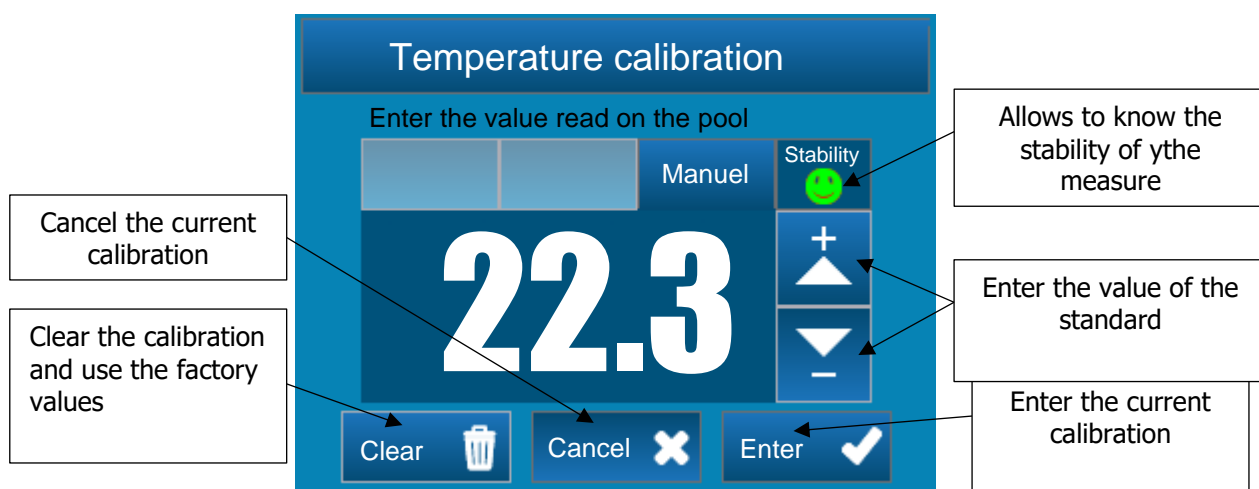 Temperature calibration
Enter the value read on the pool
Manuel
Stability
22.3
+
−
Clear
Cancel
Enter
Cancel the current
calibration
Clear the calibration
and use the factory
values
Allows to know the
stability of ythe
measure
Enter the value of the
standard
Enter the current
calibration